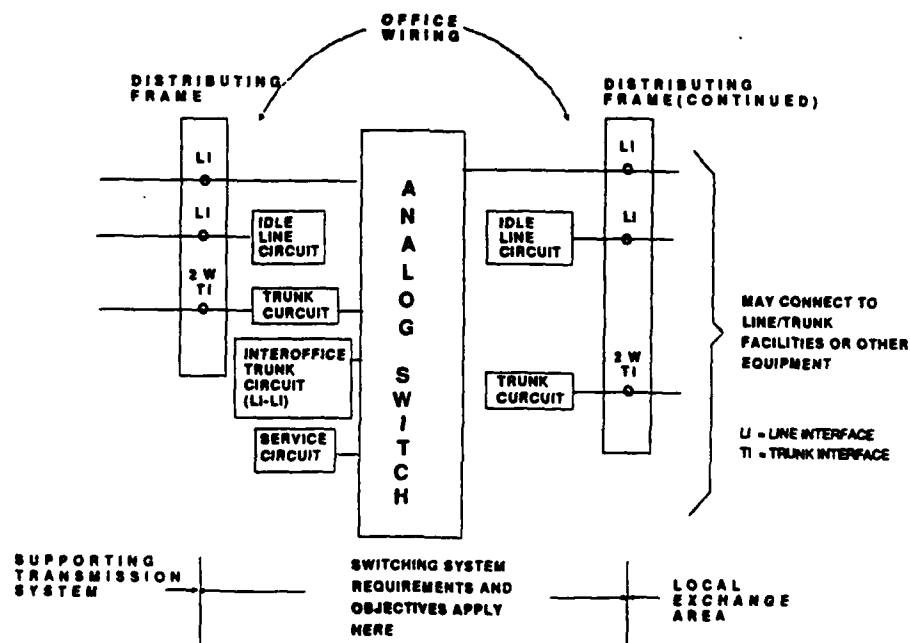 OFFICE
WIRING
DISTRIBUTING
FRAME
DISTRIBUTING
FRAME(CONTINUED)
LI
LI
IDLE
LINE
CIRCUIT
2 W
TI
TRUNK
CURCUIT
INTEROFFICE
TRUNK
CIRCUIT
(LI-LI)
SERVICE
CIRCUIT
ANALOG SWITCH
LI
IDLE
LINE
CIRCUIT
LI
2 W
TI
TRUNK
CURCUIT
MAY CONNECT TO
LINE/TRUNK
FACILITIES OR OTHER
EQUIPMENT
LI = LINE INTERFACE
TI = TRUNK INTERFACE
SUPPORTING
TRANSMISSION
SYSTEM
SWITCHING SYSTEM
REQUIREMENTS AND
OBJECTIVES APPLY
HERE
LOCAL
EXCHANGE
AREA